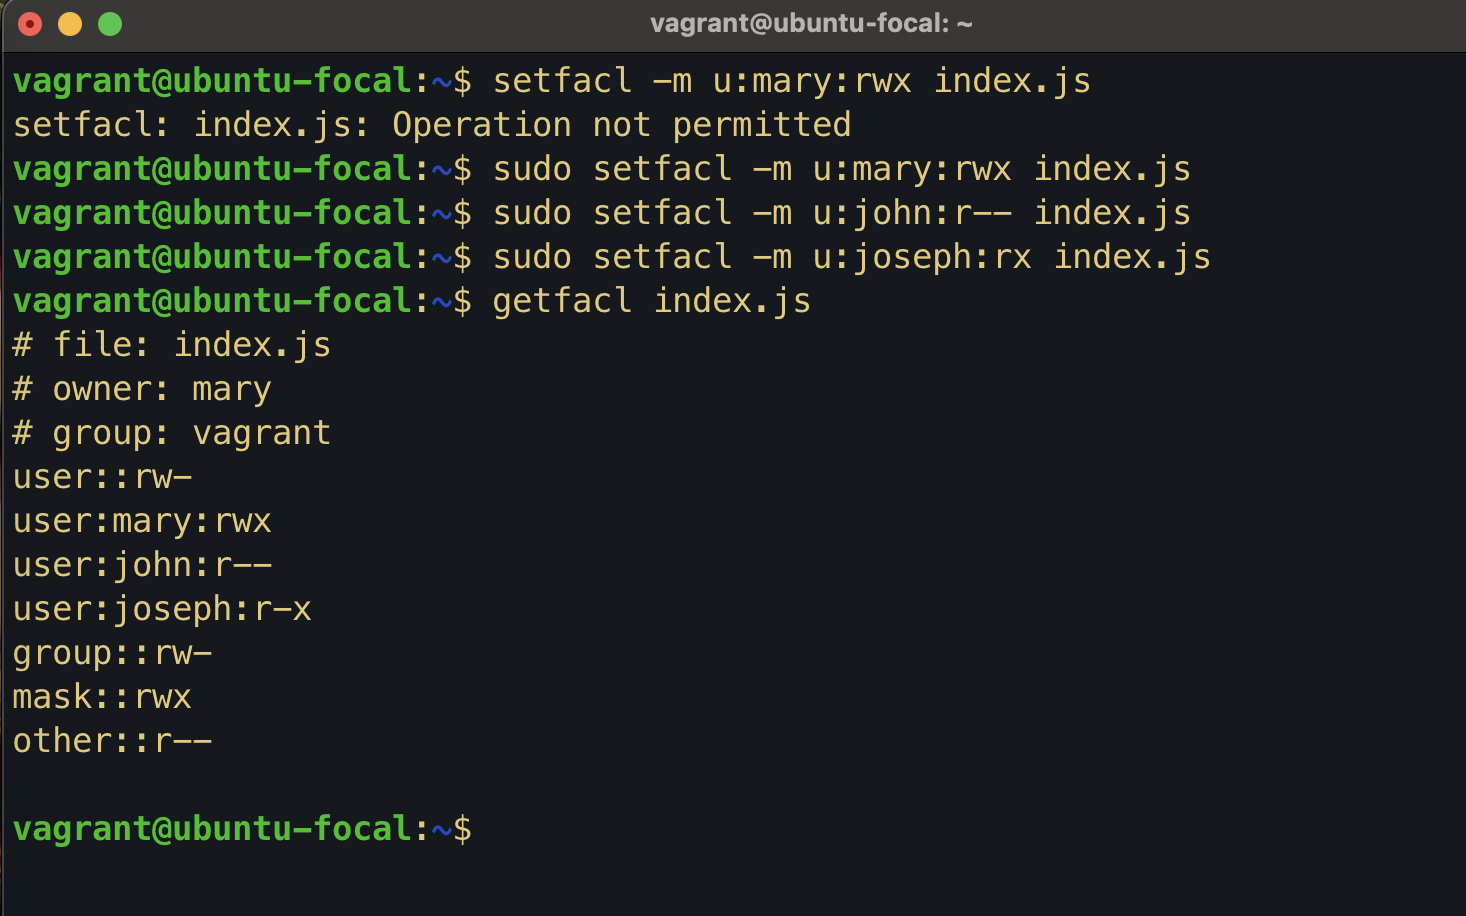 vagrant@ubuntu-focal: ~
vagrant@ubuntu-focal:~$ setfacl -m u:mary:rwx index.js
setfacl: index.js: Operation not permitted
vagrant@ubuntu-focal:~$ sudo setfacl -m u:mary:rwx index.js
vagrant@ubuntu-focal:~$ sudo setfacl -m u:john:r-- index.js
vagrant@ubuntu-focal:~$ sudo setfacl -m u:joseph:rx index.js
vagrant@ubuntu-focal:~$ getfacl index.js
# file: index.js
# owner: mary
# group: vagrant
user::rw-
user:mary:rwx
user:john:r--
user:joseph:r-x
group::rw-
mask::rwx
other::r--
vagrant@ubuntu-focal:~$